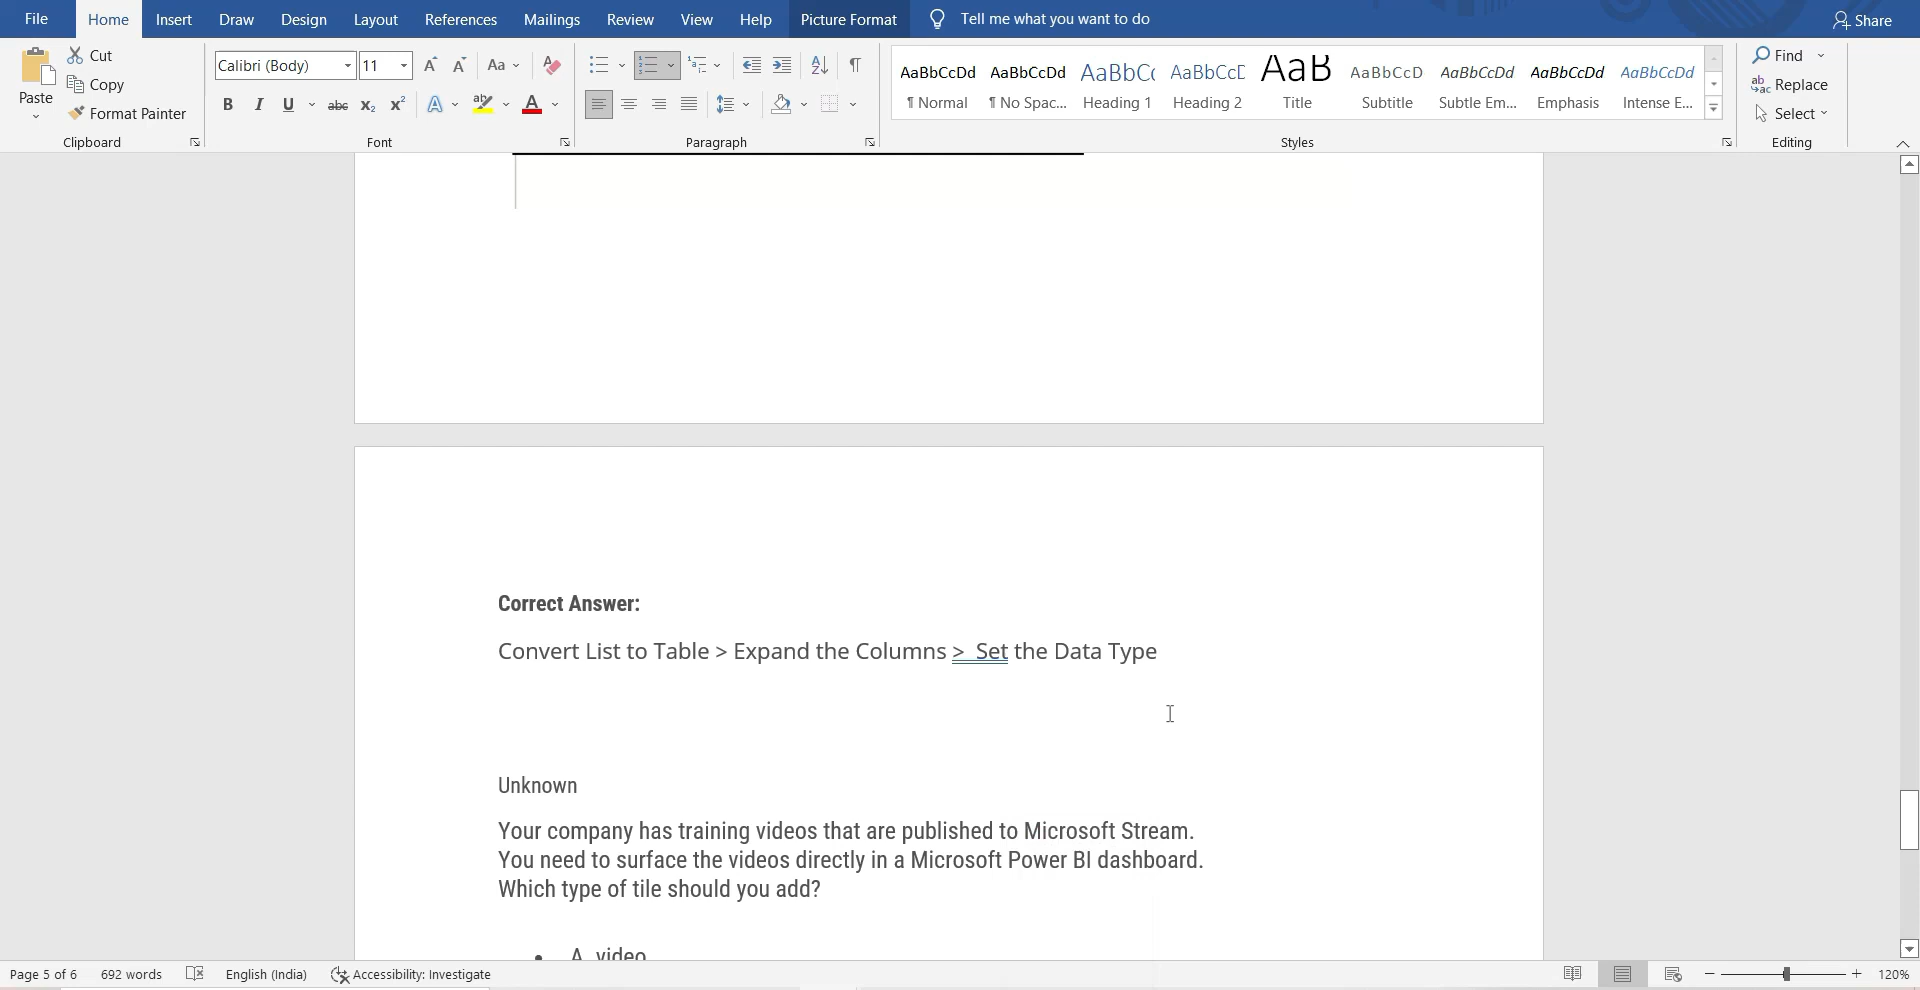 File Home Insert Draw Design Layout References Mailings Review View Help Picture Format Tell me what you want to do Share
Paste
Cut
Copy
Format Painter
Clipboard
Calibri (Body) 11
Font
Paragraph
AaBbCcDd AaBbCcDd AaBbCc AaBbCcD AaB AaBbCcD AaBbCcDd AaBbCcDd AaBbCcDd
¶ Normal ¶ No Spac... Heading 1 Heading 2 Title Subtitle Subtle Em... Emphasis Intense E...
Styles
Find
Replace
Select
Editing
Correct Answer:
Convert List to Table > Expand the Columns >  Set the Data Type
Unknown
Your company has training videos that are published to Microsoft Stream.
You need to surface the videos directly in a Microsoft Power BI dashboard.
Which type of tile should you add?
• A. video
Page 5 of 6 692 words English (India) Accessibility: Investigate 120%